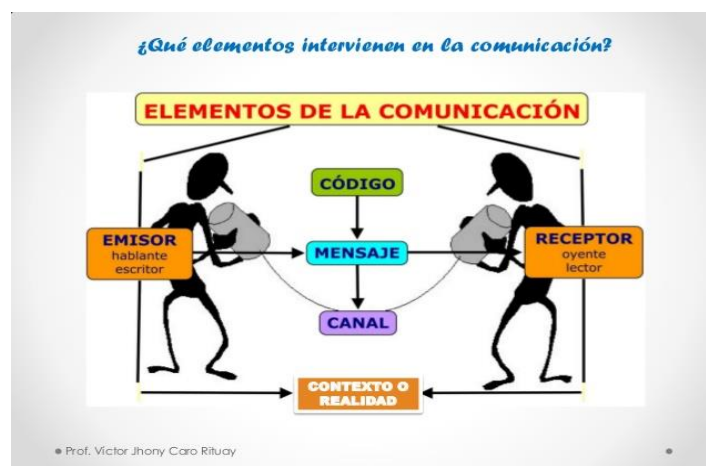 ¿Qué elementos intervienen en la comunicación?
ELEMENTOS DE LA COMUNICACIÓN
CÓDIGO
EMISOR
hablante
escritor
MENSAJE
RECEPTOR
oyente
lector
CANAL
CONTEXTO O
REALIDAD
Prof. Víctor Jhony Caro Rituay